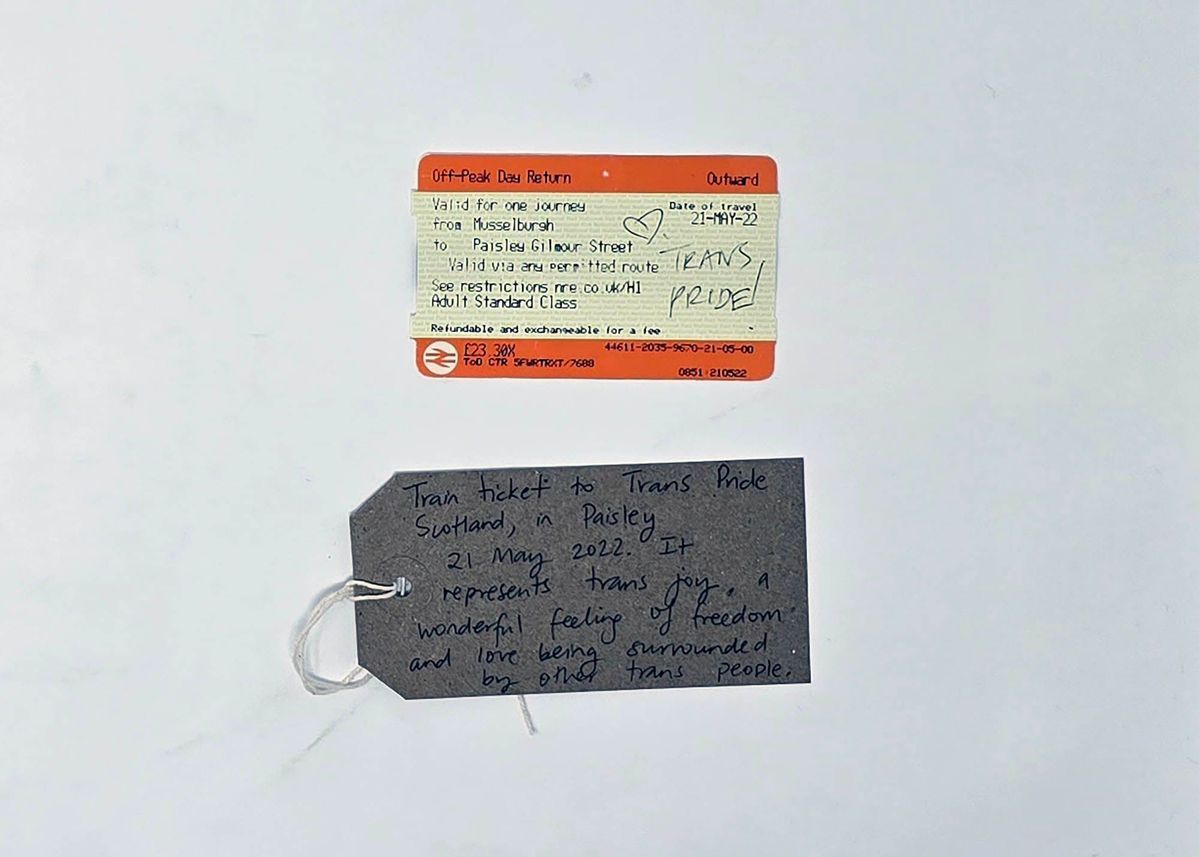 Off-Peak Day Return Outward
Valid for one journey Date of travel
from Musselburgh 21-MAY-22
to Paisley Gilmour Street
Valid via any permitted route TRANS
See restrictions nre.co.uk/H1 PRIDE!
Adult Standard Class
Refundable and exchangeable for a fee
£23.30X 44611-2035-9670-21-05-00
ToD CTR 5FWRTRXT/7688 0851 210522
Train ticket to Trans Pride
Scotland, in Paisley
21 May 2022. It
represents trans joy, a
wonderful feeling of freedom
and love being surrounded
by other trans people.